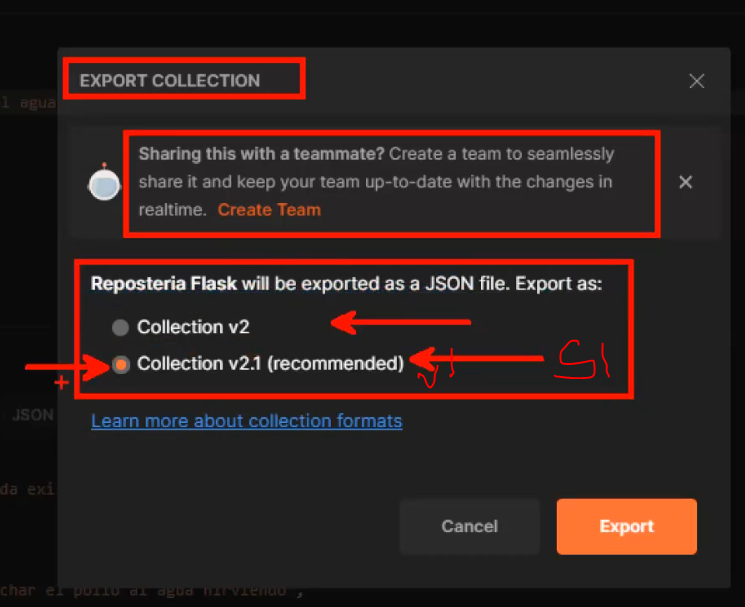 EXPORT COLLECTION
l agua
Sharing this with a teammate? Create a team to seamlessly
share it and keep your team up-to-date with the changes in
realtime. Create Team
Reposteria Flask will be exported as a JSON file. Export as:
Collection v2
Collection v2.1 (recommended)
SI
JSON
Learn more about collection formats
da exi
Cancel
Export
char el pollo al agua hirviendo",